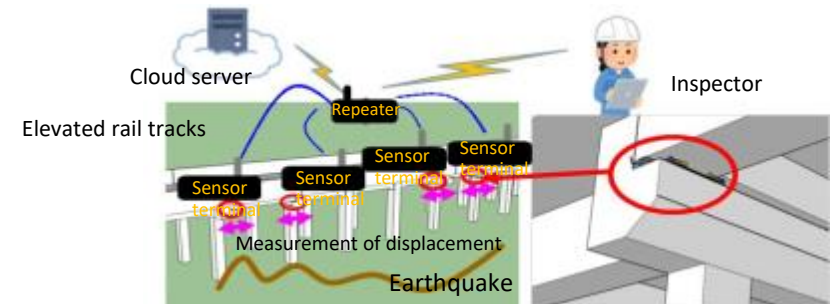 Cloud server
Inspector
Repeater
Elevated rail tracks
Sensor
terminal
Sensor
terminal
Sensor
terminal
Sensor
terminal
Measurement of displacement
Earthquake